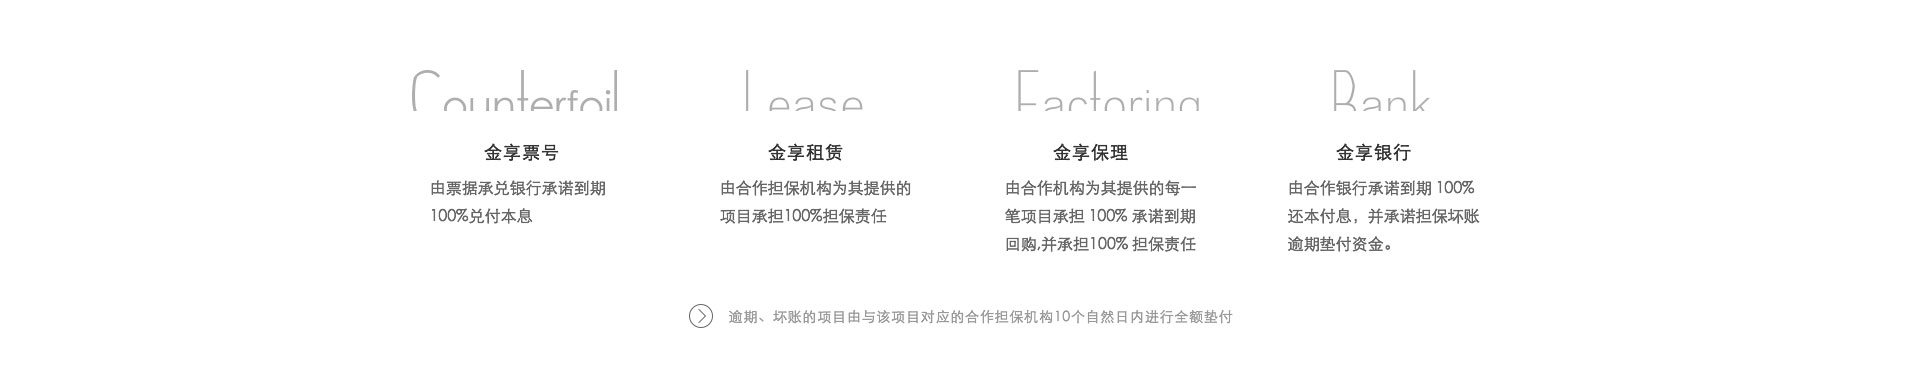 Counterfoil
Lease
Factoring
Bank
金享票号
由票据承兑银行承诺到期
100%兑付本息
金享租赁
由合作担保机构为其提供的
项目承担100%担保责任
金享保理
由合作机构为其提供的每一
笔项目承担 100% 承诺到期
回购,并承担100% 担保责任
金享银行
由合作银行承诺到期 100%
还本付息，并承诺担保坏账
逾期垫付资金。
逾期、坏账的项目由与该项目对应的合作担保机构10个自然日内进行全额垫付